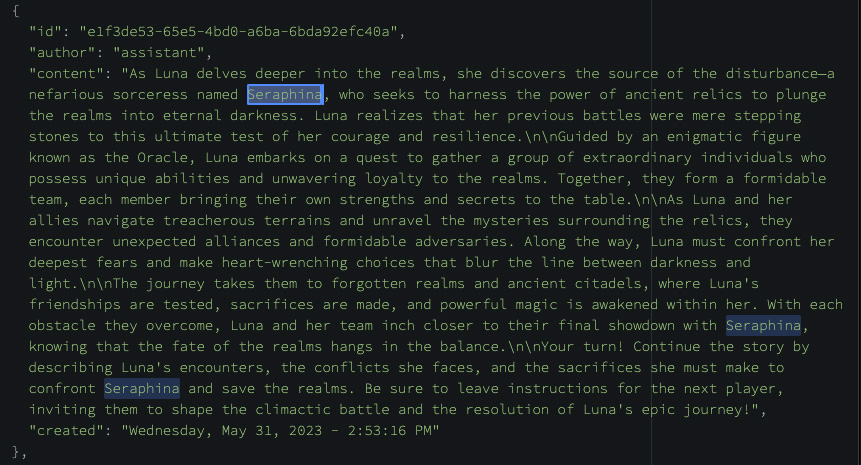 {
"id": "e1f3de53-65e5-4bd0-a6ba-6bda92efc40a",
"author": "assistant",
"content": "As Luna delves deeper into the realms, she discovers the source of the disturbance—a
nefarious sorceress named Seraphina, who seeks to harness the power of ancient relics to plunge
the realms into eternal darkness. Luna realizes that her previous battles were mere stepping
stones to this ultimate test of her courage and resilience.\n\nGuided by an enigmatic figure
known as the Oracle, Luna embarks on a quest to gather a group of extraordinary individuals who
possess unique abilities and unwavering loyalty to the realms. Together, they form a formidable
team, each member bringing their own strengths and secrets to the table.\n\nAs Luna and her
allies navigate treacherous terrains and unravel the mysteries surrounding the relics, they
encounter unexpected alliances and formidable adversaries. Along the way, Luna must confront her
deepest fears and make heart-wrenching choices that blur the line between darkness and
light.\n\nThe journey takes them to forgotten realms and ancient citadels, where Luna's
friendships are tested, sacrifices are made, and powerful magic is awakened within her. With each
obstacle they overcome, Luna and her team inch closer to their final showdown with Seraphina,
knowing that the fate of the realms hangs in the balance.\n\nYour turn! Continue the story by
describing Luna's encounters, the conflicts she faces, and the sacrifices she must make to
confront Seraphina and save the realms. Be sure to leave instructions for the next player,
inviting them to shape the climactic battle and the resolution of Luna's epic journey!",
"created": "Wednesday, May 31, 2023 - 2:53:16 PM"
},